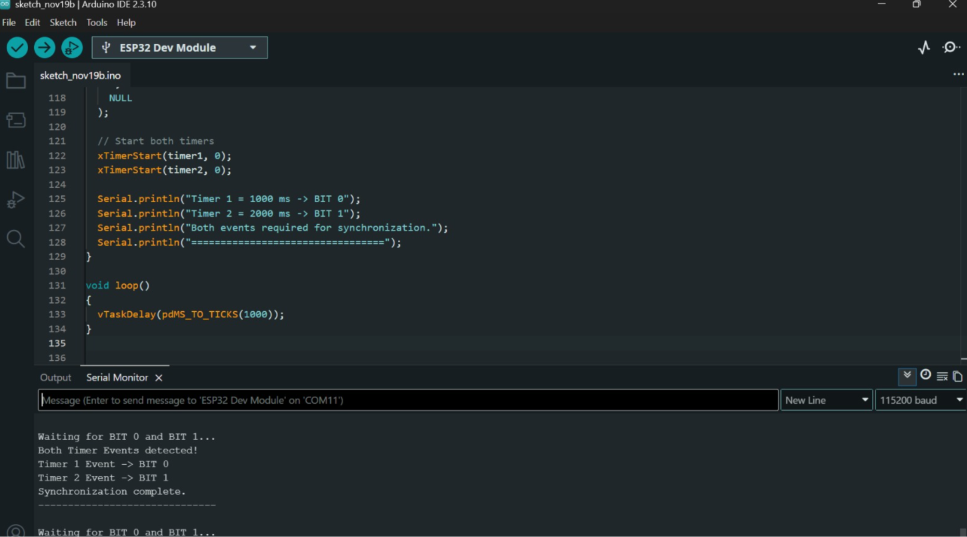 sketch_nov19b | Arduino IDE 2.3.10
File Edit Sketch Tools Help
ESP32 Dev Module
sketch_nov19b.ino
118 NULL
119 );
120
121 // Start both timers
122 xTimerStart(timer1, 0);
123 xTimerStart(timer2, 0);
124
125 Serial.println("Timer 1 = 1000 ms -> BIT 0");
126 Serial.println("Timer 2 = 2000 ms -> BIT 1");
127 Serial.println("Both events required for synchronization.");
128 Serial.println("=================================");
129 }
130
131 void loop()
132 {
133 vTaskDelay(pdMS_TO_TICKS(1000));
134 }
135
136
Output Serial Monitor
Message (Enter to send message to 'ESP32 Dev Module' on 'COM11') New Line 115200 baud
Waiting for BIT 0 and BIT 1...
Both Timer Events detected!
Timer 1 Event -> BIT 0
Timer 2 Event -> BIT 1
Synchronization complete.
------------------------------
Waiting for BIT 0 and BIT 1...